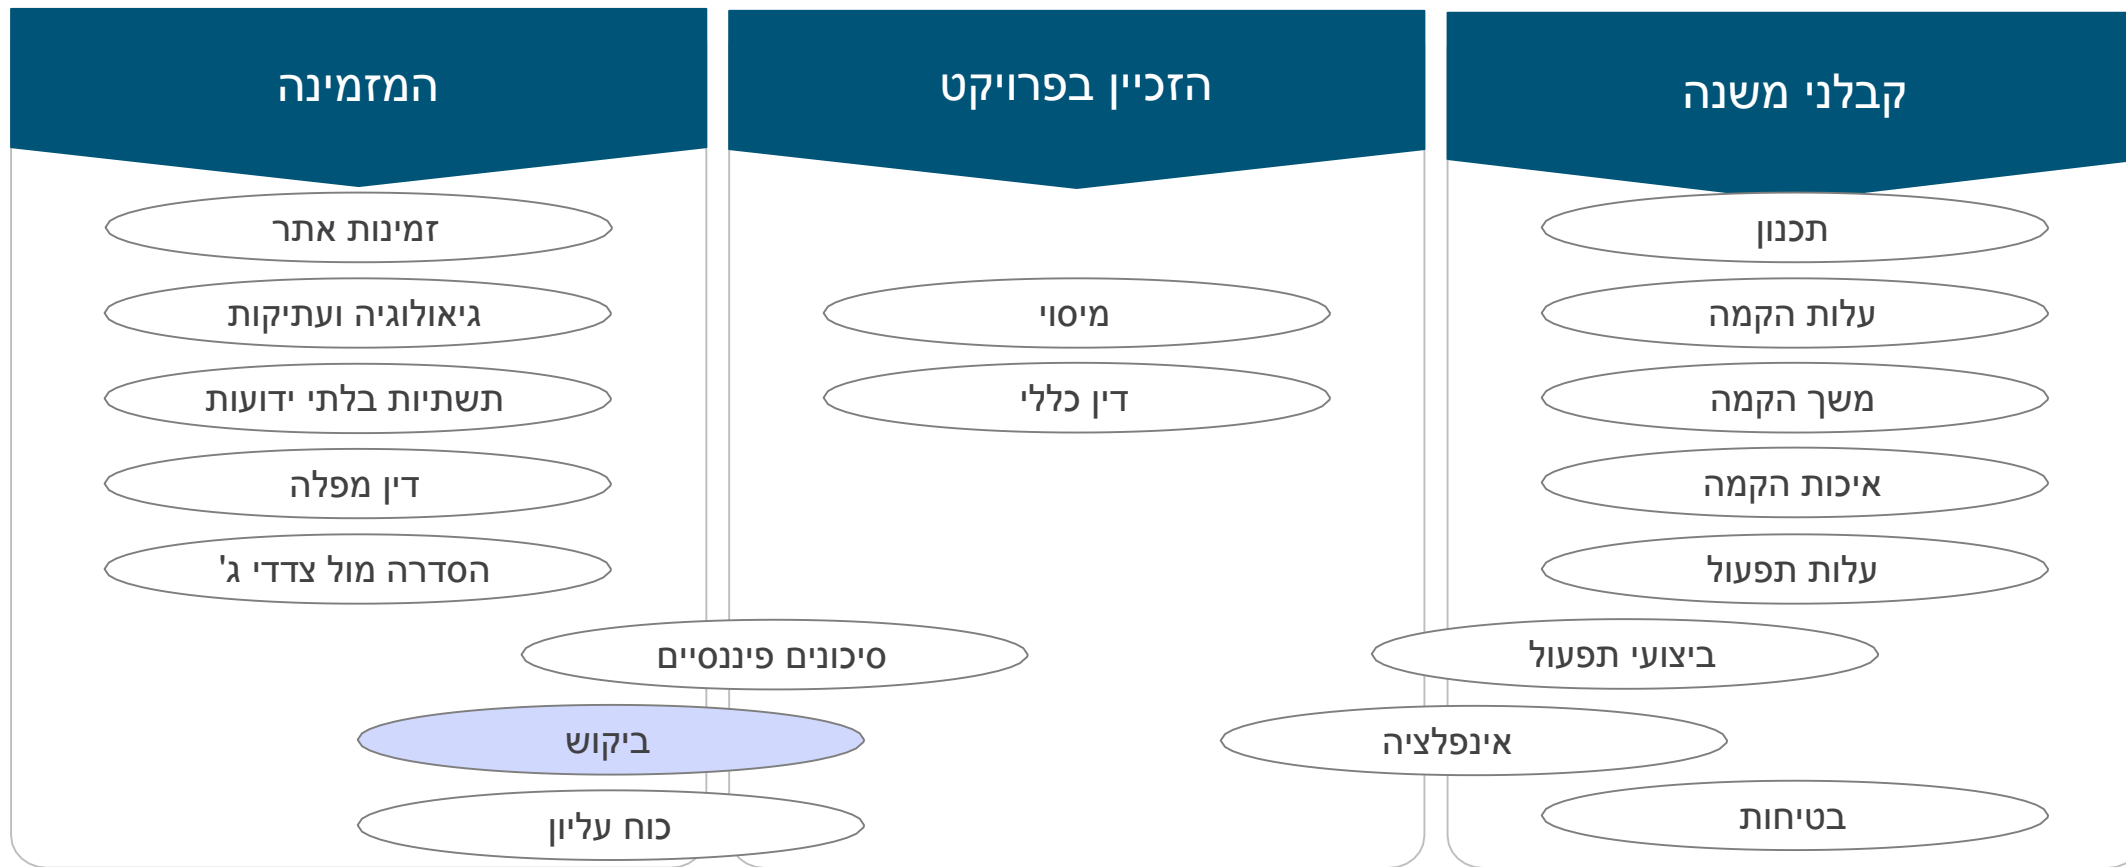 קבלני משנה
הזכיין בפרויקט
המזמינה
תכנון
זמינות אתר
עלות הקמה
מיסוי
גיאולוגיה ועתיקות
משך הקמה
דין כללי
תשתיות בלתי ידועות
איכות הקמה
דין מפלה
עלות תפעול
הסדרה מול צדדי ג'
ביצועי תפעול
סיכונים פיננסיים
אינפלציה
ביקוש
בטיחות
כוח עליון